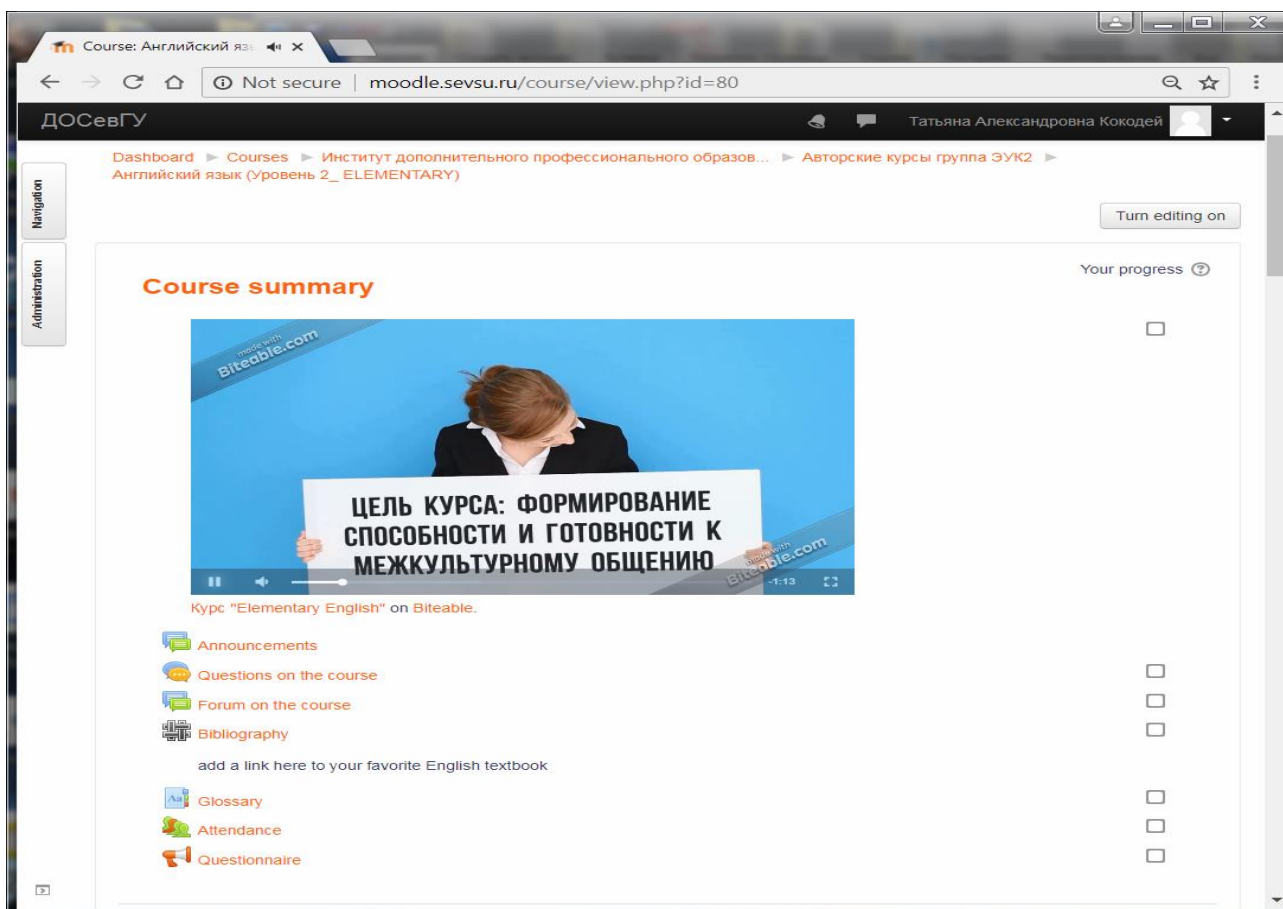 Course: Английский яз
Not secure | moodle.sevsu.ru/course/view.php?id=80
ДОСевГУ
Татьяна Александровна Кокодей
Dashboard ► Courses ► Институт дополнительного профессионального образов... ► Авторские курсы группа ЭУК2 ►
Английский язык (Уровень 2_ ELEMENTARY)
Navigation
Turn editing on
Administration
Your progress
Course summary
made with
Biteable.com
ЦЕЛЬ КУРСА: ФОРМИРОВАНИЕ
СПОСОБНОСТИ И ГОТОВНОСТИ К
МЕЖКУЛЬТУРНОМУ ОБЩЕНИЮ
made with
Biteable.com
-1:13
Курс "Elementary English" on Biteable.
Announcements
Questions on the course
Forum on the course
Bibliography
add a link here to your favorite English textbook
Glossary
Attendance
Questionnaire